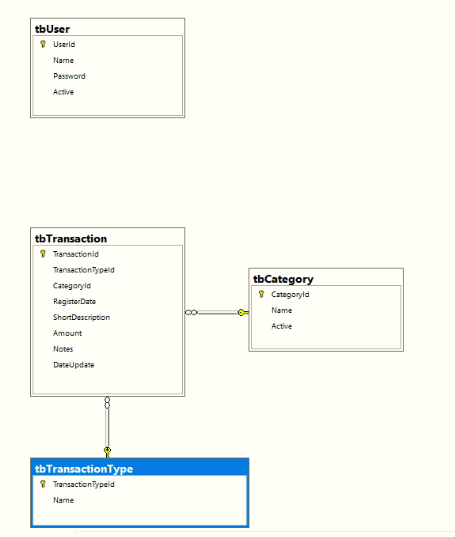 tbUser
UserId
Name
Password
Active
tbTransaction
TransactionId
TransactionTypeId
CategoryId
RegisterDate
ShortDescription
Amount
Notes
DateUpdate
tbCategory
CategoryId
Name
Active
tbTransactionType
TransactionTypeId
Name